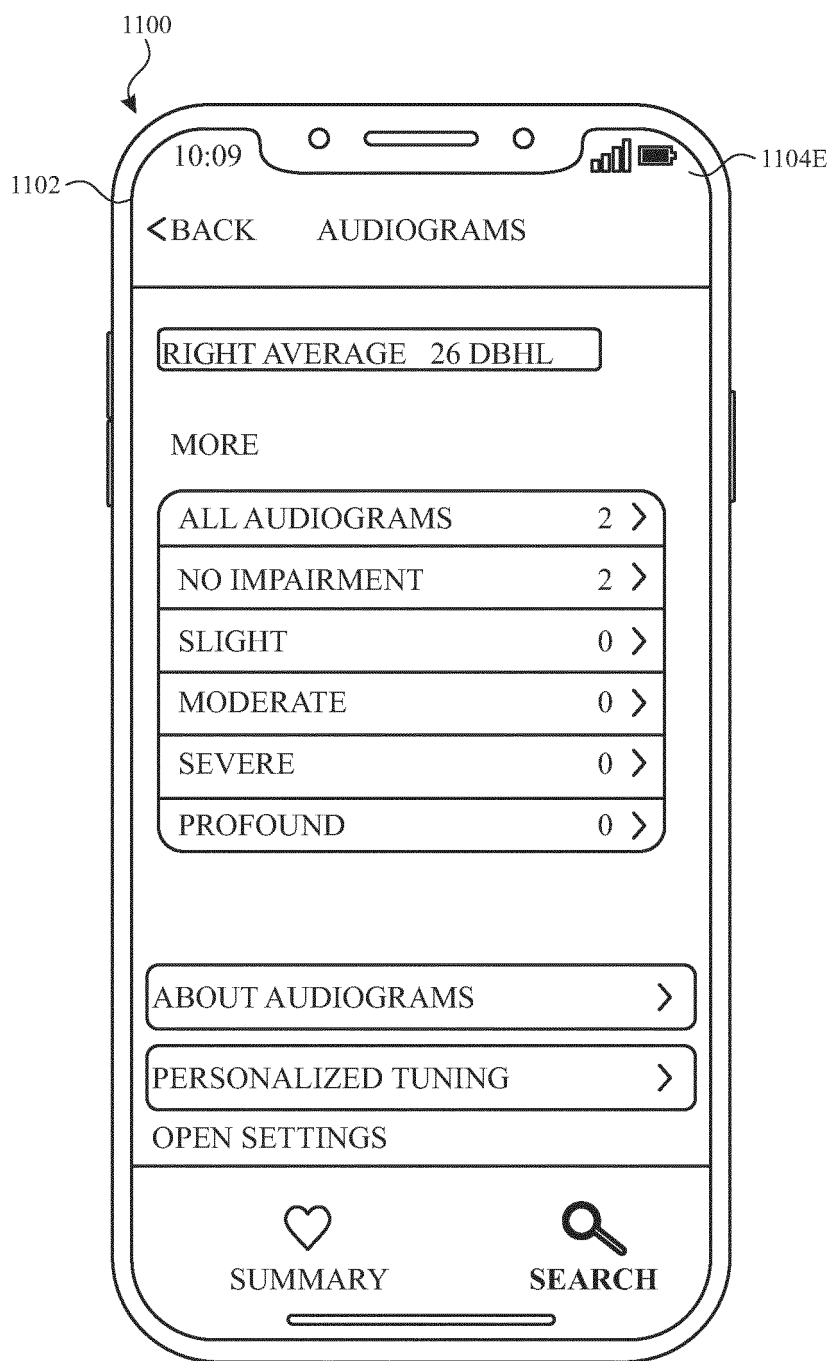 1100
10:09
1104E
1102
<BACK AUDIOGRAMS
RIGHT AVERAGE 26 DBHL
MORE
ALL AUDIOGRAMS 2 >
NO IMPAIRMENT 2 >
SLIGHT 0 >
MODERATE 0 >
SEVERE 0 >
PROFOUND 0 >
ABOUT AUDIOGRAMS >
PERSONALIZED TUNING >
OPEN SETTINGS
SUMMARY SEARCH